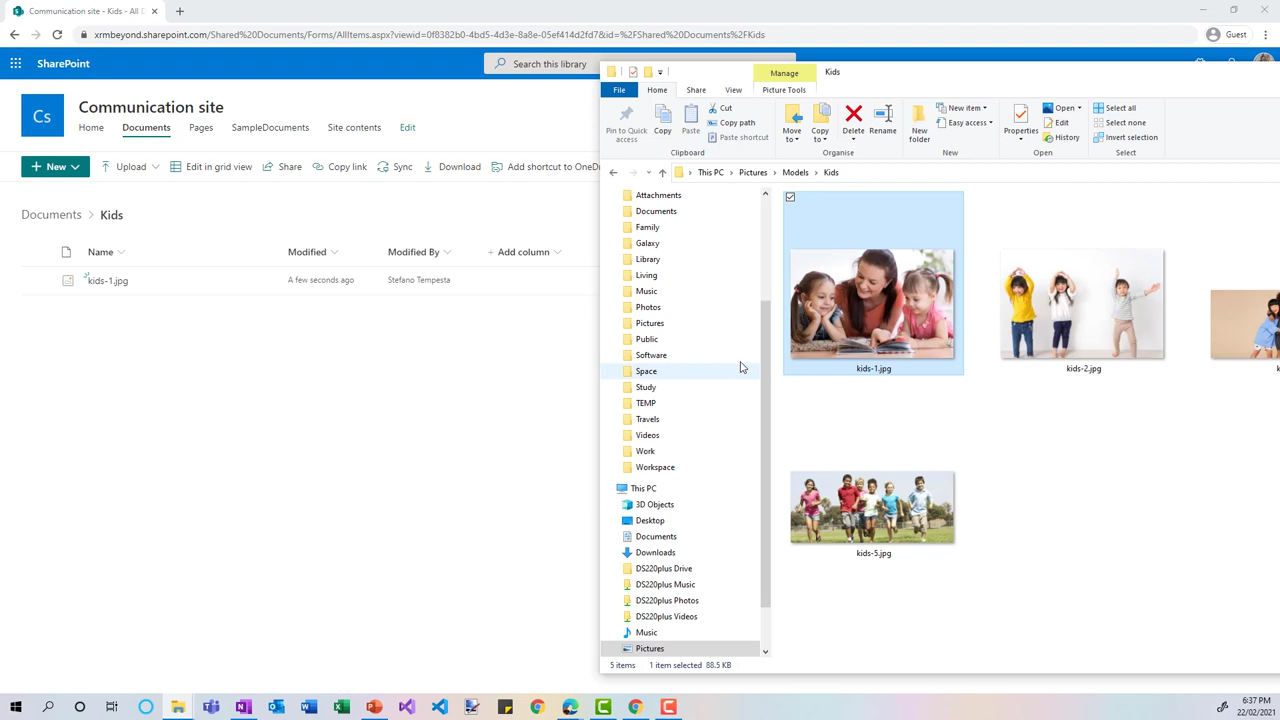 Communication site - Kids - All D
xrmbeyond.sharepoint.com/Shared%20Documents/Forms/AllItems.aspx?viewid=0f8382b0-4bd5-4d3e-8a8e-05ef414d2fd7&id=%2FShared%20Documents%2FKids
Guest
SharePoint
Search this library
Cs
Communication site
Home
Documents
Pages
SampleDocuments
Site contents
Edit
New
Upload
Edit in grid view
Share
Copy link
Sync
Download
Add shortcut to OneD
Documents
Kids
Name
Modified
Modified By
Add column
kids-1.jpg
A few seconds ago
Stefano Tempesta
Manage
Kids
File
Home
Share
View
Picture Tools
Pin to Quick
access
Copy
Paste
Cut
Copy path
Paste shortcut
Clipboard
Move
to
Copy
to
Delete
Rename
Organise
New
folder
New item
Easy access
New
Properties
Open
Edit
History
Open
Select all
Select none
Invert selection
Select
This PC
Pictures
Models
Kids
Attachments
Documents
Family
Galaxy
Library
Living
Music
Photos
Pictures
Public
Software
Space
Study
TEMP
Travels
Videos
Work
Workspace
This PC
3D Objects
Desktop
Documents
Downloads
DS220plus Drive
DS220plus Music
DS220plus Photos
DS220plus Videos
Music
Pictures
kids-1.jpg
kids-2.jpg
kids-5.jpg
5 items
1 item selected 88.5 KB
6:37 PM
22/02/2021